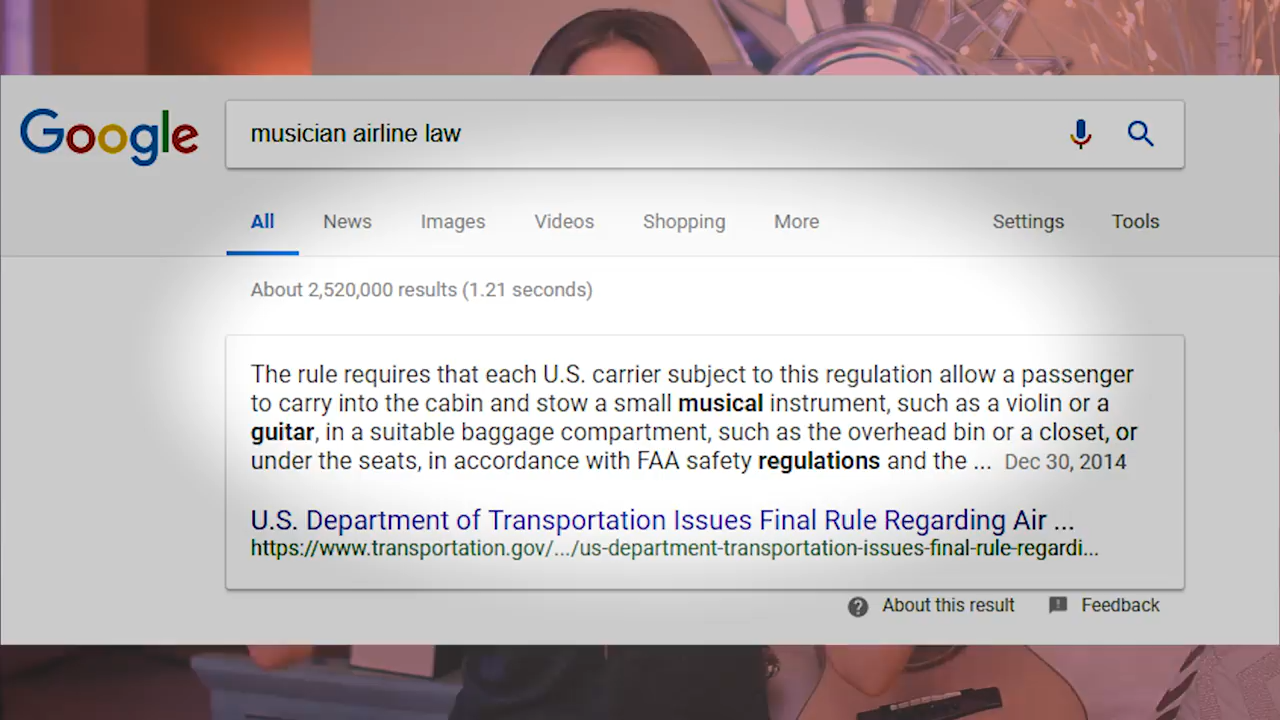 Google
musician airline law
All News Images Videos Shopping More Settings Tools
About 2,520,000 results (1.21 seconds)
The rule requires that each U.S. carrier subject to this regulation allow a passenger
to carry into the cabin and stow a small musical instrument, such as a violin or a
guitar, in a suitable baggage compartment, such as the overhead bin or a closet, or
under the seats, in accordance with FAA safety regulations and the ... Dec 30, 2014
U.S. Department of Transportation Issues Final Rule Regarding Air ...
https://www.transportation.gov/.../us-department-transportation-issues-final-rule-regardi...
About this result Feedback